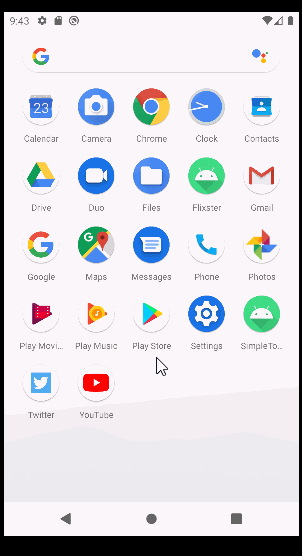 9:43
23
Calendar Camera Chrome Clock Contacts
Drive Duo Files Flixster Gmail
Google Maps Messages Phone Photos
Play Movi... Play Music Play Store Settings SimpleTo...
Twitter YouTube